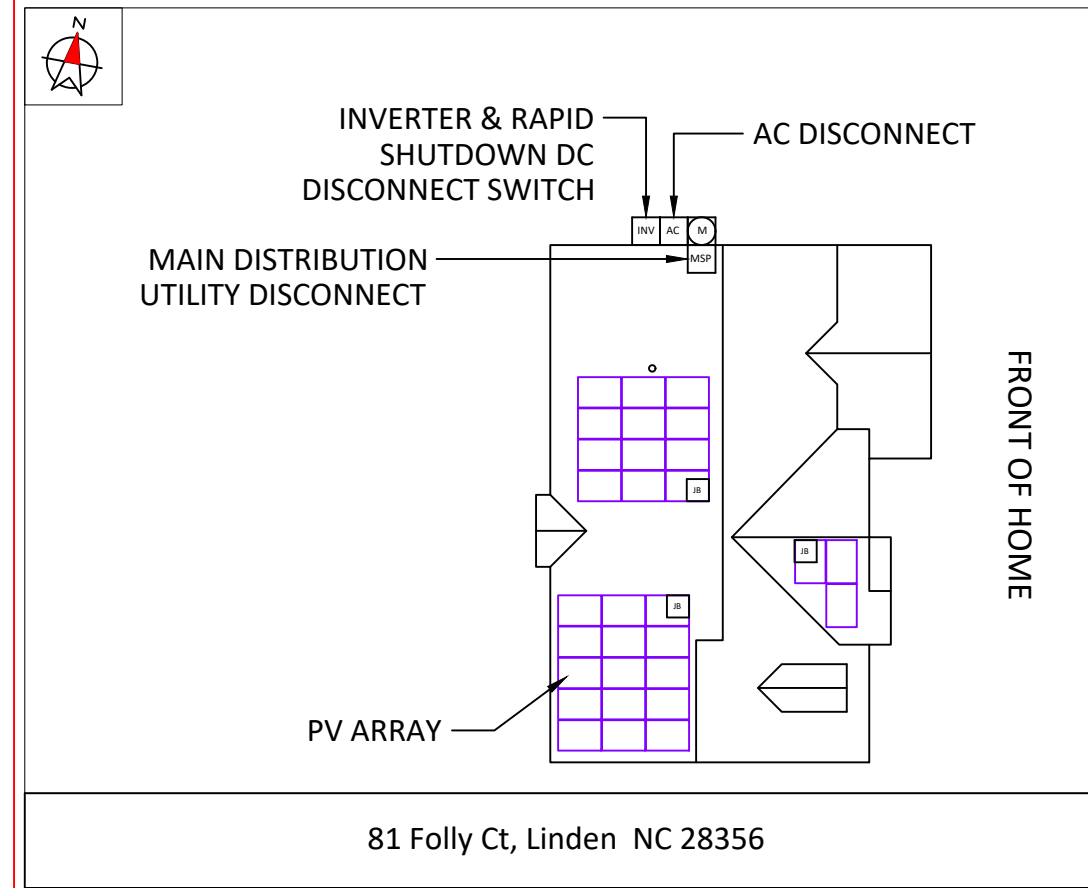 N
INVERTER & RAPID
SHUTDOWN DC
DISCONNECT SWITCH
AC DISCONNECT
INV
AC
M
MSP
MAIN DISTRIBUTION
UTILITY DISCONNECT
FRONT OF HOME
JB
JB
JB
PV ARRAY
81 Folly Ct, Linden NC 28356